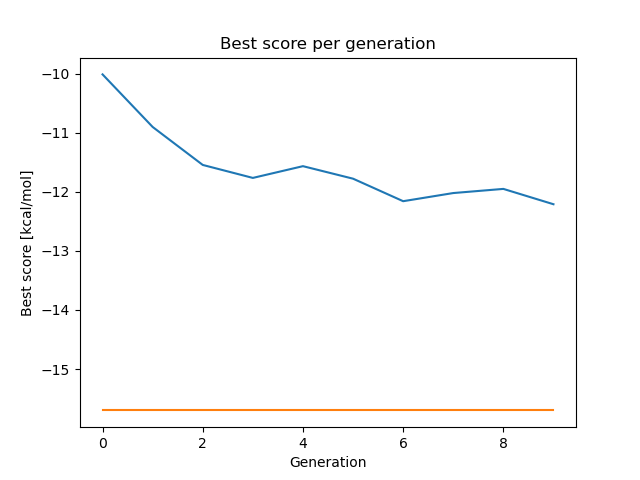 Best score per generation
Best score [kcal/mol]
−10
−11
−12
−13
−14
−15
0 2 4 6 8
Generation